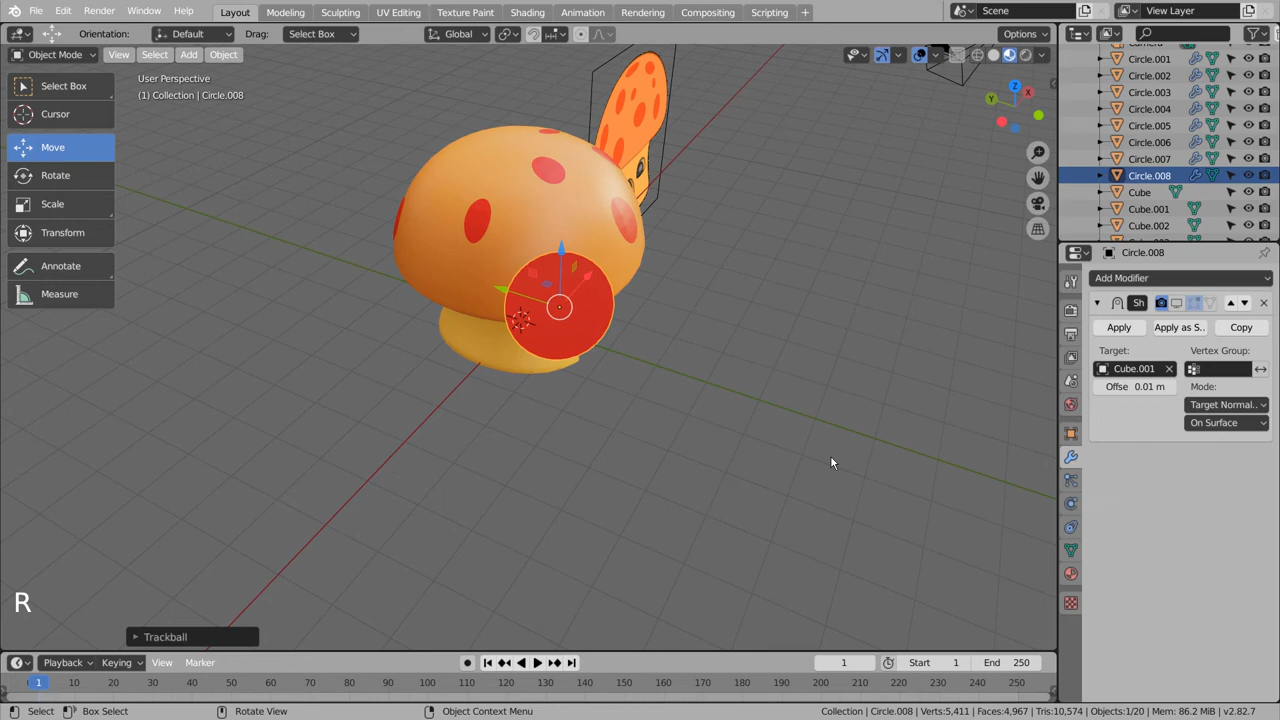 File Edit Render Window Help Layout Modeling Sculpting UV Editing Texture Paint Shading Animation Rendering Compositing Scripting + Scene View Layer
Orientation: Default Drag: Select Box Global Options
Object Mode View Select Add Object
Select Box
Cursor
Move
Rotate
Scale
Transform
Annotate
Measure
User Perspective
(1) Collection | Circle.008
Z
Y
X
Circle.001
Circle.002
Circle.003
Circle.004
Circle.005
Circle.006
Circle.007
Circle.008
Cube
Cube.001
Cube.002
Circle.008
Add Modifier
Sh
Apply Apply as S.. Copy
Target: Vertex Group:
Cube.001
Offse 0.01 m Mode:
Target Normal..
On Surface
R
Trackball
Playback Keying View Marker 1 Start 1 End 250
1 10 20 30 40 50 60 70 80 90 100 110 120 130 140 150 160 170 180 190 200 210 220 230 240 250
Select Box Select Rotate View Object Context Menu Collection | Circle.008 | Verts:5,411 | Faces:4,967 | Tris:10,574 | Objects:1/20 | Mem: 86.2 MiB | v2.82.7